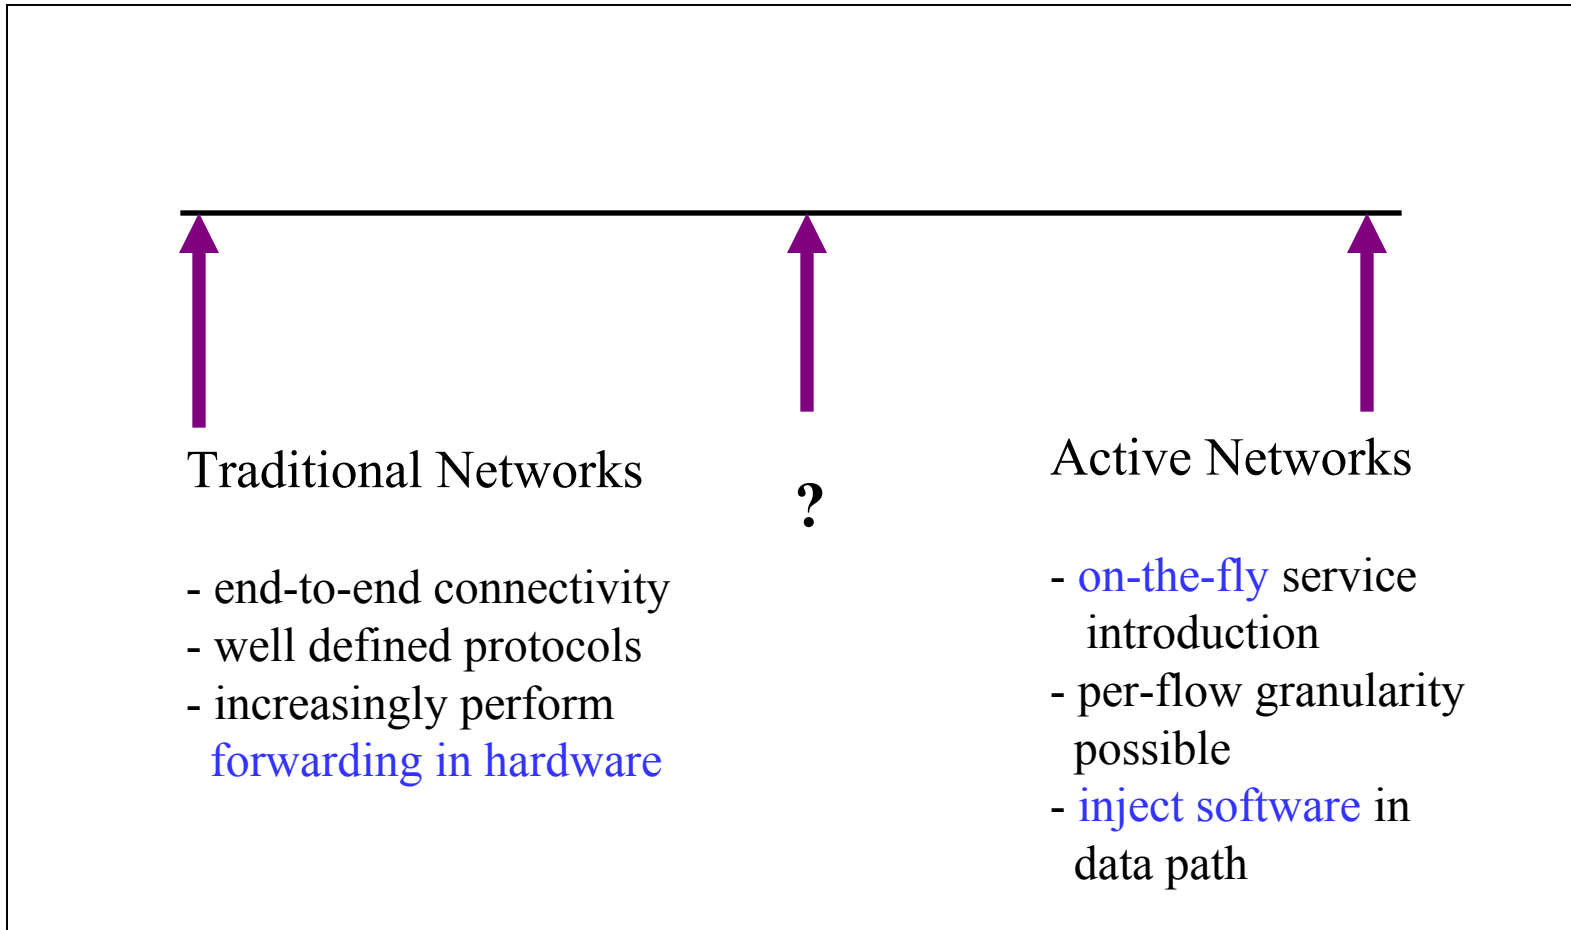 Traditional Networks
- end-to-end connectivity
- well defined protocols
- increasingly perform
forwarding in hardware
?
Active Networks
- on-the-fly service
introduction
- per-flow granularity
possible
- inject software in
data path